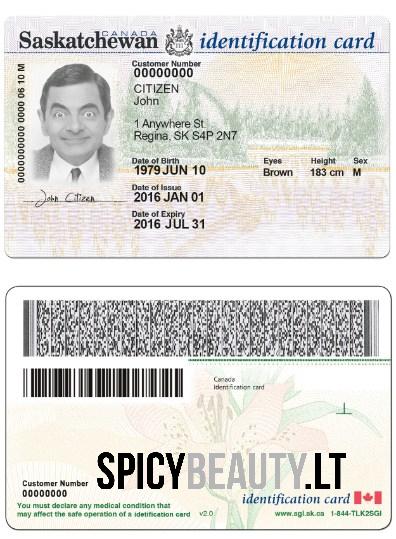 CANADA
Saskatchewan identification card
Customer Number
00000000
CITIZEN
John
1 Anywhere St
Regina, SK S4P 2N7
0000000000 0000 06 10 M
Date of Birth
1979 JUN 10
Eyes Height Sex
Brown 183 cm M
Date of Issue
2016 JAN 01
Date of Expiry
2016 JUL 31
John Citizen
Canada
Identification card
SPICYBEAUTY.LT
Customer Number
00000000
identification card
You must declare any medical condition that
may affect the safe operation of a identification card v2.0 www.sgi.sk.ca 1-844-TLK2SGI